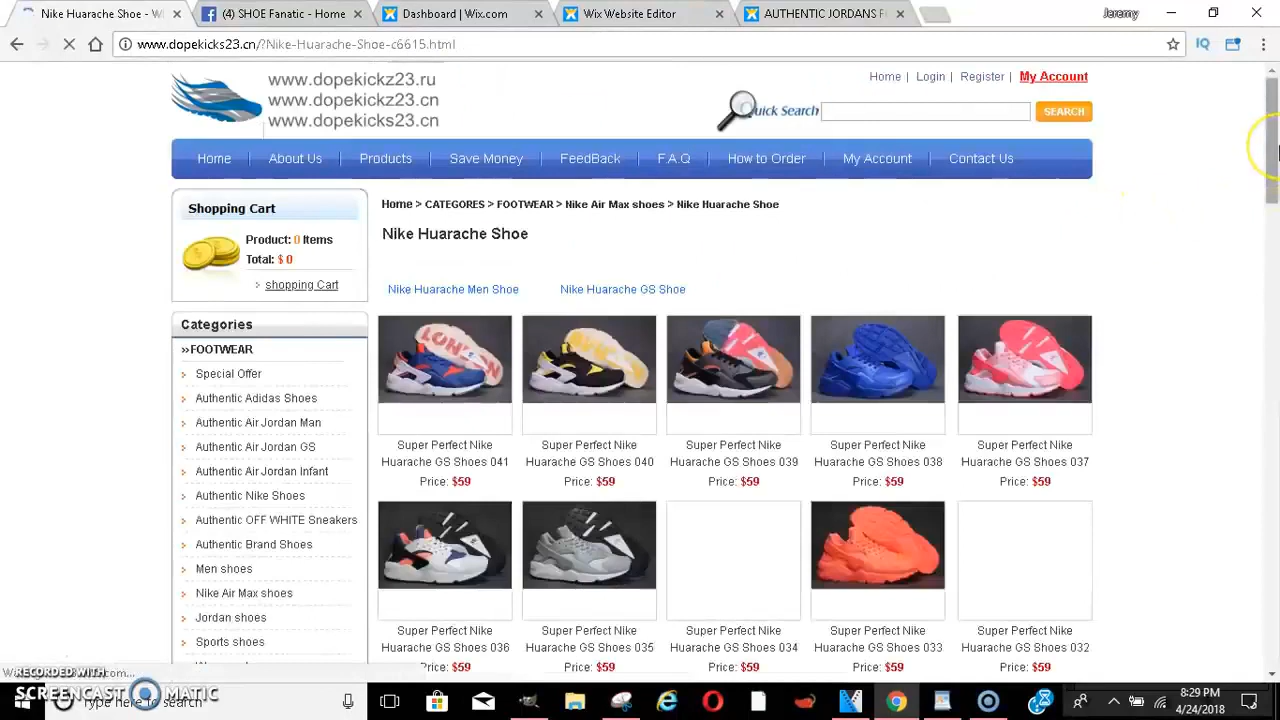 Nike Huarache Shoe - Wi
(4) SHOE Fanatic - Home
Dashboard | Wix.com
Wix Website Editor
AUTHENTIC JORDANS F
Jeremy
www.dopekicks23.cn/?Nike-Huarache-Shoe-c6615.html
www.dopekickz23.ru
www.dopekickz23.cn
www.dopekicks23.cn
Home | Login | Register | My Account
Quick Search
SEARCH
Home About Us Products Save Money FeedBack F.A.Q How to Order My Account Contact Us
Shopping Cart
Product: 0 Items
Total: $ 0
shopping Cart
Home > CATEGORES > FOOTWEAR > Nike Air Max shoes > Nike Huarache Shoe
Nike Huarache Shoe
Nike Huarache Men Shoe Nike Huarache GS Shoe
Categories
»FOOTWEAR
Special Offer
Authentic Adidas Shoes
Authentic Air Jordan Man
Authentic Air Jordan GS
Authentic Air Jordan Infant
Authentic Nike Shoes
Authentic OFF WHITE Sneakers
Authentic Brand Shoes
Men shoes
Nike Air Max shoes
Jordan shoes
Sports shoes
LONDON
Super Perfect Nike
Huarache GS Shoes 041
Price: $59
Super Perfect Nike
Huarache GS Shoes 040
Price: $59
Super Perfect Nike
Huarache GS Shoes 039
Price: $59
Super Perfect Nike
Huarache GS Shoes 038
Price: $59
Super Perfect Nike
Huarache GS Shoes 037
Price: $59
Super Perfect Nike
Huarache GS Shoes 036
Price: $59
Super Perfect Nike
Huarache GS Shoes 035
Price: $59
Super Perfect Nike
Huarache GS Shoes 034
Price: $59
Super Perfect Nike
Huarache GS Shoes 033
Price: $59
Super Perfect Nike
Huarache GS Shoes 032
Price: $59
RECORDED WITH
SCREENCAST MATIC
Type here to search
8:29 PM
4/24/2018